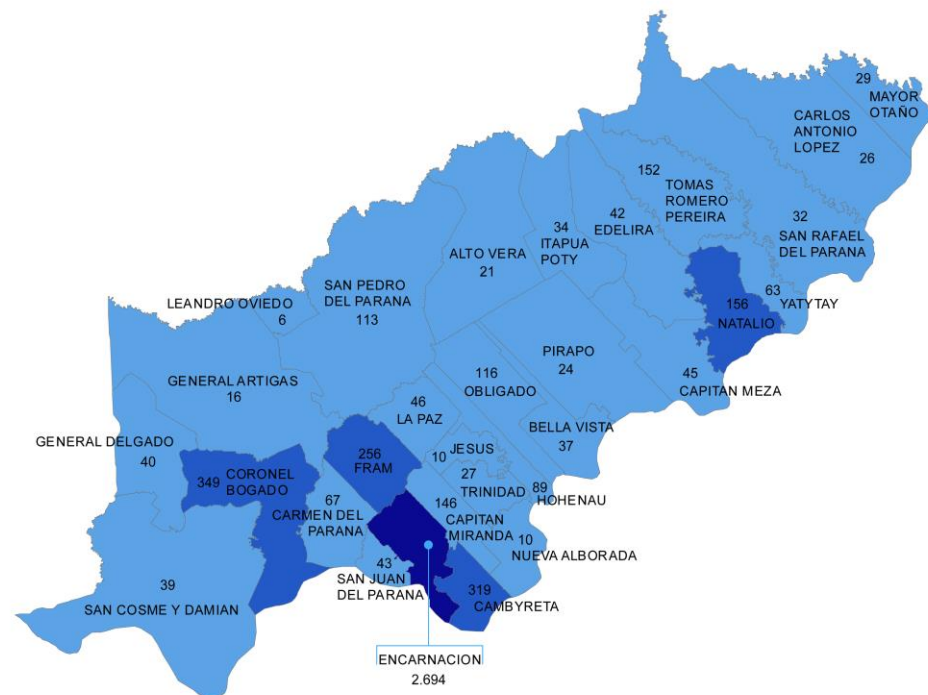 29
MAYOR
OTAÑO
CARLOS
ANTONIO
LOPEZ
26
152
TOMAS
ROMERO
PEREIRA
32
SAN RAFAEL
DEL PARANA
42
EDELIRA
34
ITAPUA
POTY
ALTO VERA
21
SAN PEDRO
DEL PARANA
113
LEANDRO OVIEDO
6
63
YATYTAY
156
NATALIO
PIRAPO
24
45
CAPITAN MEZA
116
OBLIGADO
GENERAL ARTIGAS
16
46
LA PAZ
BELLA VISTA
37
GENERAL DELGADO
40
256
FRAM
10
JESUS
349
CORONEL
BOGADO
27
TRINIDAD
89
HOHENAU
67
CARMEN DEL
PARANA
146
CAPITAN
MIRANDA
10
NUEVA ALBORADA
43
SAN JUAN
DEL PARANA
39
SAN COSME Y DAMIAN
319
CAMBYRETA
ENCARNACION
2.694